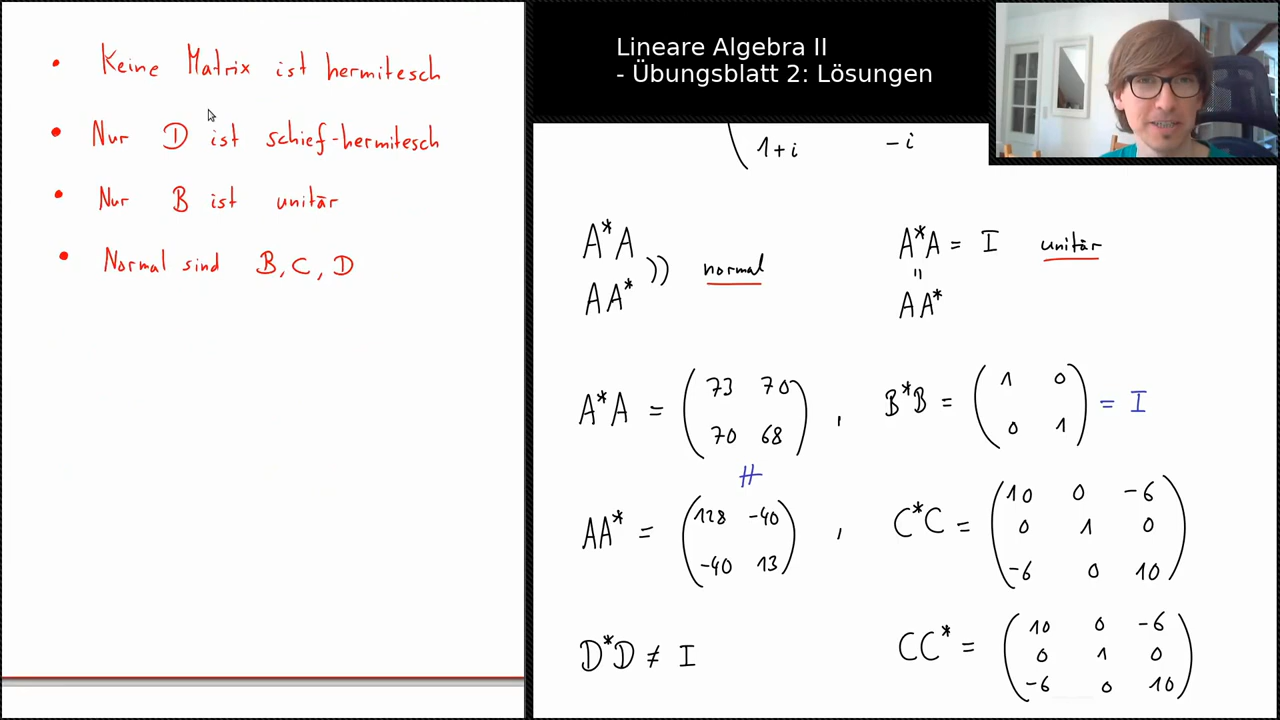 • Keine Matrix ist hermitesch
• Nur D ist schief-hermitesch
• Nur B ist unitär
• Normal sind B, C, D
Lineare Algebra II
- Übungsblatt 2: Lösungen
1+i -i
A*A
AA*
normal
A*A = I unitär
=
AA*
A*A = ( 73 70
70 68 ) ,
≠
B*B = ( 1 0
0 1 ) = I
AA* = ( 128 -40
-40 13 ) ,
C*C = ( 10 0 -6
0 1 0
-6 0 10 )
D*D ≠ I
CC* = ( 10 0 -6
0 1 0
-6 0 10 )